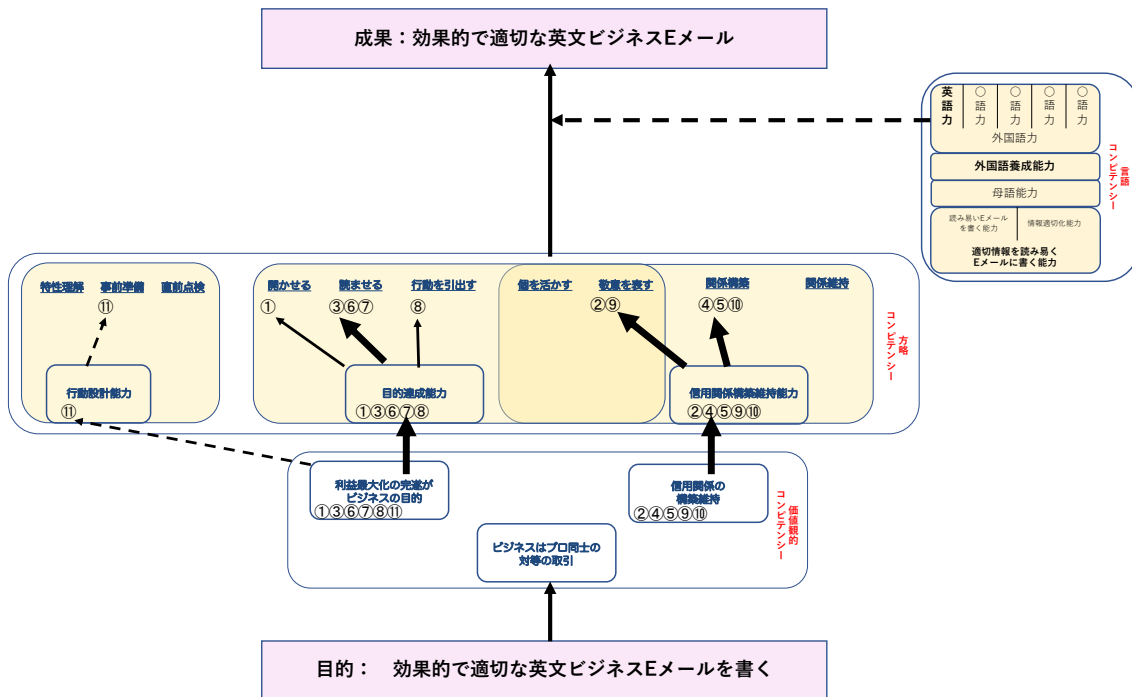 成果：効果的で適切な英文ビジネスEメール
英語力
〇語力
〇語力
〇語力
〇語力
外国語力
外国語養成能力
母語能力
読み易いEメール
を書く能力
情報適切化能力
適切情報を読み易く
Eメールに書く能力
言語
コンピテンシー
特性理解 事前準備 直前点検
⑪
行動設計能力
⑪
開かせる 読ませる 行動を引出す
① ③⑥⑦ ⑧
目的達成能力
①③⑥⑦⑧
個を活かす 敬意を表す
②⑨
関係構築 関係維持
④⑤⑩
信用関係構築維持能力
②④⑤⑨⑩
方略
コンピテンシー
利益最大化の完遂が
ビジネスの目的
①③⑥⑦⑧⑪
信用関係の
構築維持
②④⑤⑨⑩
ビジネスはプロ同士の
対等の取引
価値観的
コンピテンシー
目的：　効果的で適切な英文ビジネスEメールを書く